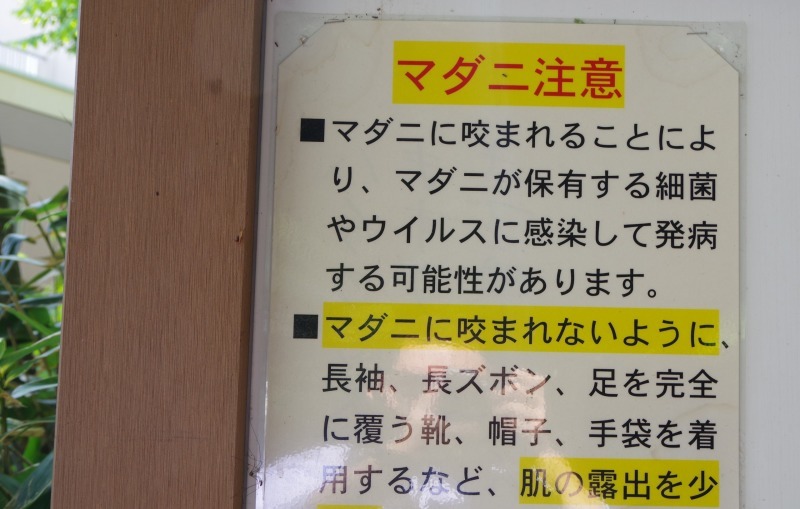 マダニ注意
■マダニに咬まれることによ
り、マダニが保有する細菌
やウイルスに感染して発病
する可能性があります。
■マダニに咬まれないように、
長袖、長ズボン、足を完全
に覆う靴、帽子、手袋を着
用するなど、肌の露出を少